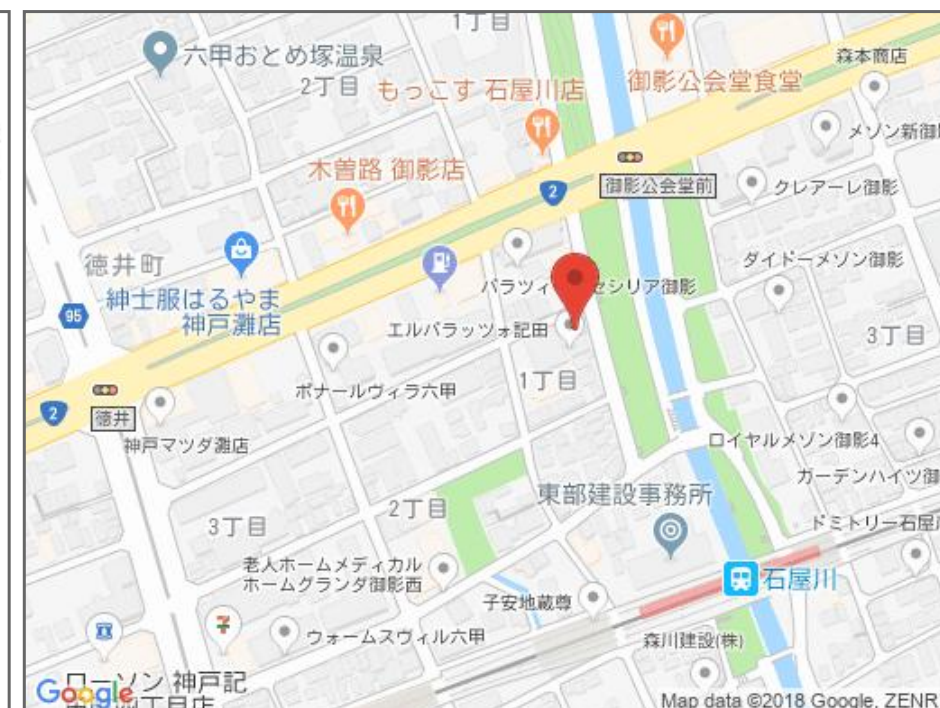 1丁目
六甲おとめ塚温泉
2丁目
もっこす 石屋川店
御影公会堂食堂
森本商店
メゾン新御
木曽路 御影店
2
御影公会堂前
クレアーレ御影
徳井町
ダイドーメゾン御影
95
紳士服はるやま
神戸灘店
パラツィ
セシリア御影
エルパラッツォ記田
3丁目
ボナールヴィラ六甲
1丁目
2
徳井
神戸マツダ灘店
ロイヤルメゾン御影4
ガーデンハイツ御
2丁目
東部建設事務所
3丁目
ドミトリー石屋
老人ホームメディカル
ホームグランダ御影西
石屋川
子安地蔵尊
ウォームスヴィル六甲
森川建設(株)
ローソン 神戸記
丁目店
Google
Map data ©2018 Google, ZENR